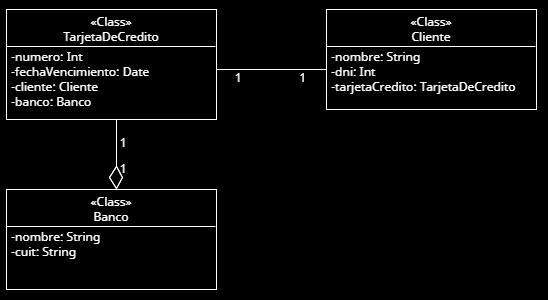 «Class»
TarjetaDeCredito
-numero: Int
-fechaVencimiento: Date
-cliente: Cliente
-banco: Banco
1
1
«Class»
Cliente
-nombre: String
-dni: Int
-tarjetaCredito: TarjetaDeCredito
1
1
«Class»
Banco
-nombre: String
-cuit: String